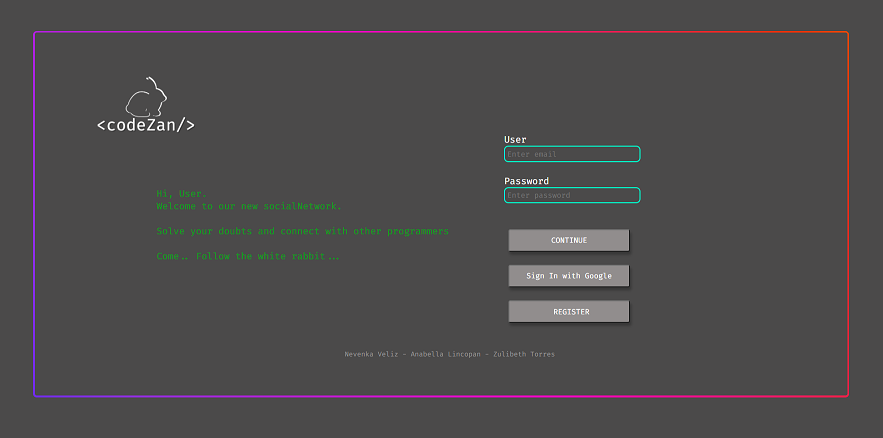 <codeZan/>
Hi, User.
Welcome to our new socialNetwork.
Solve your doubts and connect with other programmers
Come.. Follow the white rabbit...
User
Enter email
Password
Enter password
CONTINUE
Sign In with Google
REGISTER
Nevenka Veliz - Anabella Lincopan - Zulibeth Torres